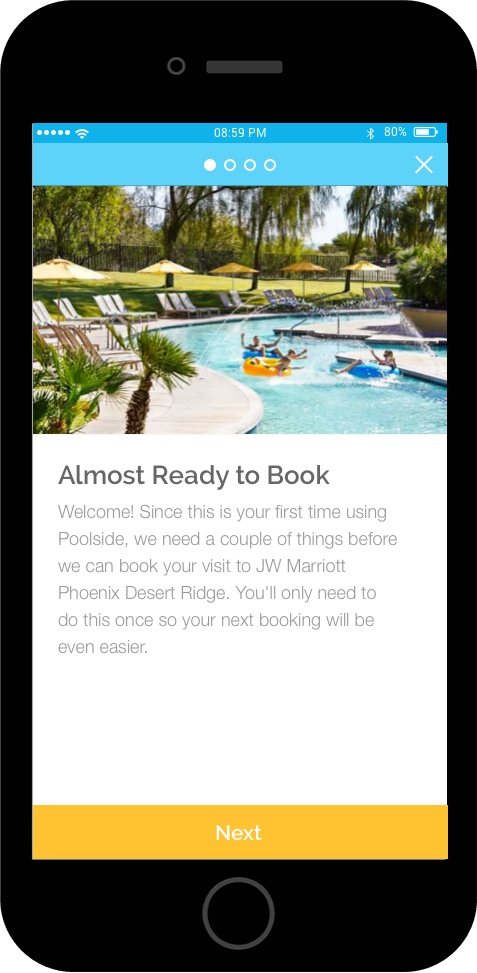 08:59 PM 80%
Almost Ready to Book
Welcome! Since this is your first time using
Poolside, we need a couple of things before
we can book your visit to JW Marriott
Phoenix Desert Ridge. You'll only need to
do this once so your next booking will be
even easier.
Next